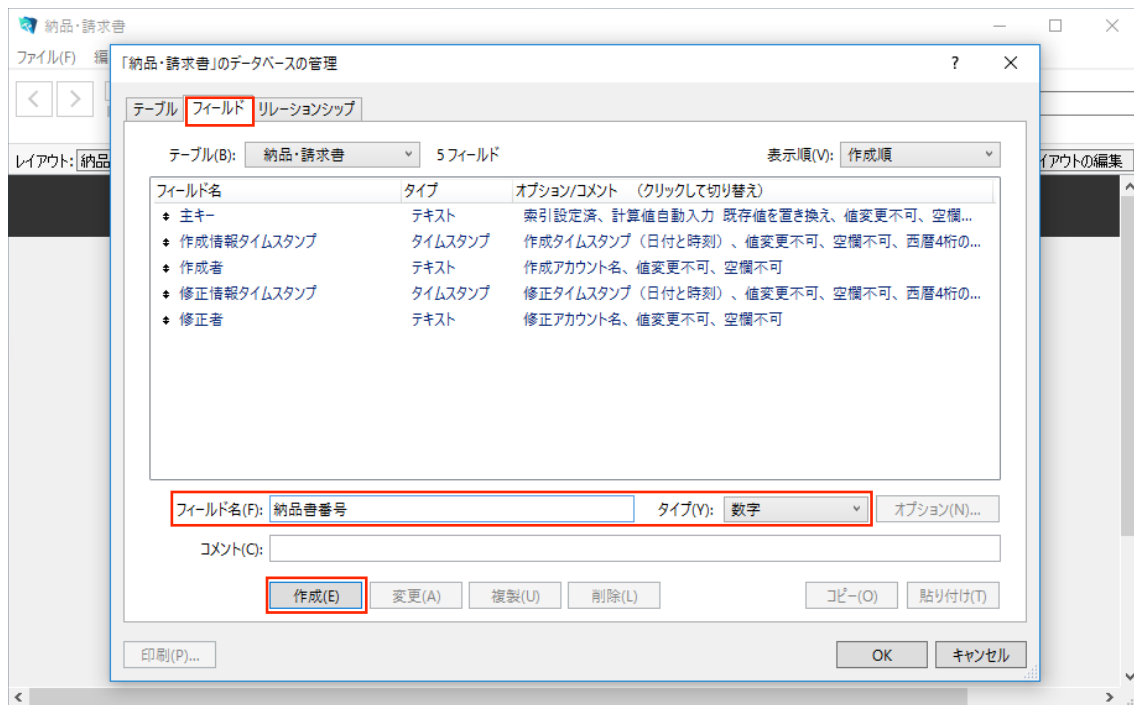 納品・請求書
ファイル(F) 編
「納品・請求書」のデータベースの管理
テーブル フィールド リレーションシップ
テーブル(B): 納品・請求書 5 フィールド 表示順(V): 作成順
レイアウト: 納品 イアウトの編集
フィールド名 タイプ オプション/コメント (クリックして切り替え)
主キー テキスト 索引設定済、計算値自動入力 既存値を置き換え、値変更不可、空欄...
作成情報タイムスタンプ タイムスタンプ 作成タイムスタンプ（日付と時刻）、値変更不可、空欄不可、西暦4桁の...
作成者 テキスト 作成アカウント名、値変更不可、空欄不可
修正情報タイムスタンプ タイムスタンプ 修正タイムスタンプ（日付と時刻）、値変更不可、空欄不可、西暦4桁の...
修正者 テキスト 修正アカウント名、値変更不可、空欄不可
フィールド名(F): 納品書番号 タイプ(Y): 数字 オプション(N)...
コメント(C):
作成(E) 変更(A) 複製(U) 削除(L) コピー(O) 貼り付け(T)
印刷(P)... OK キャンセル